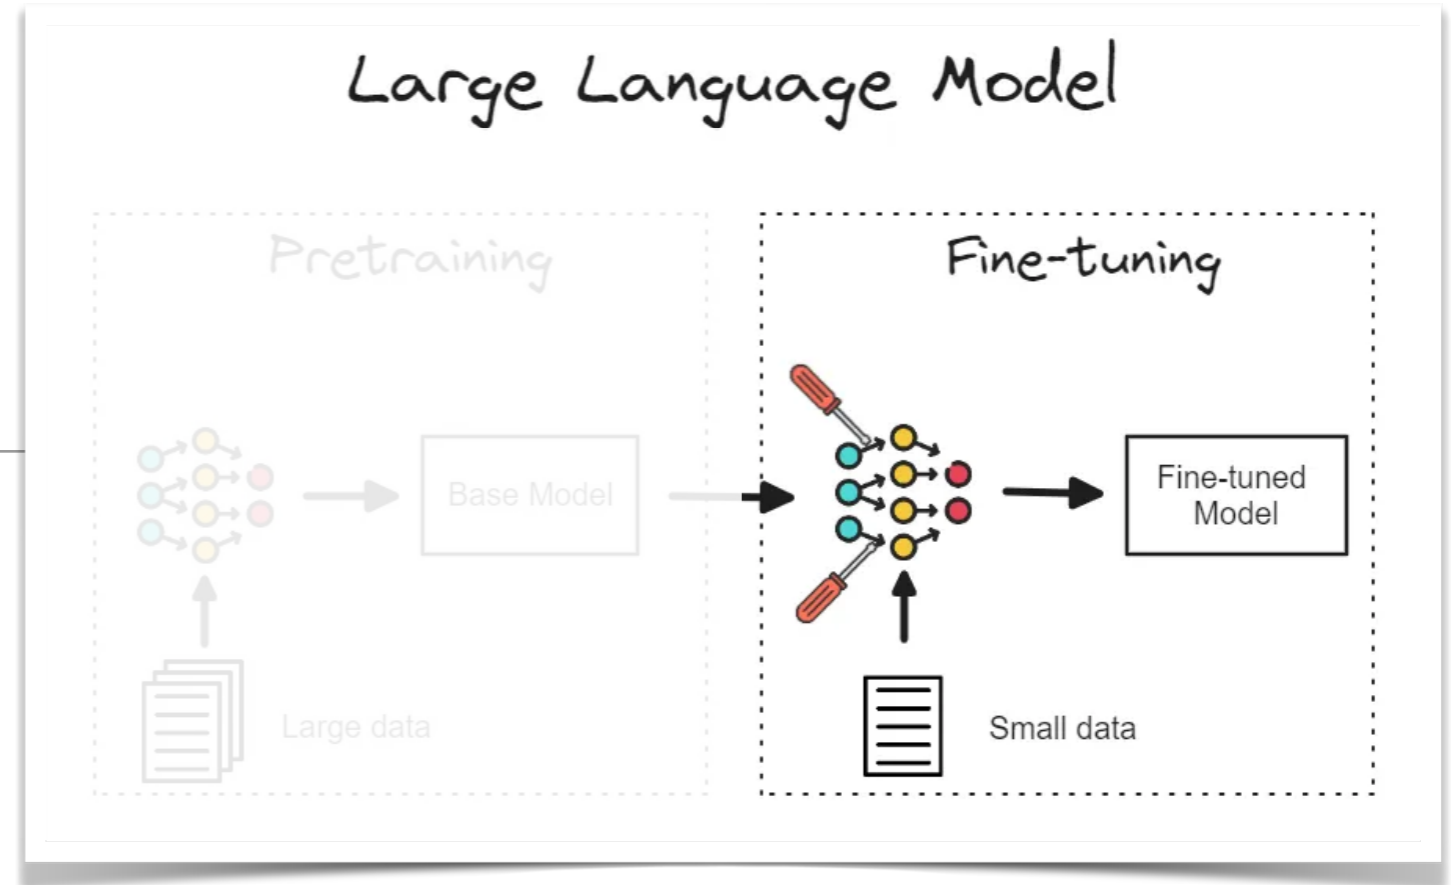 Large Language Model
Pretraining
Base Model
Large data
Fine-tuning
Fine-tuned
Model
Small data